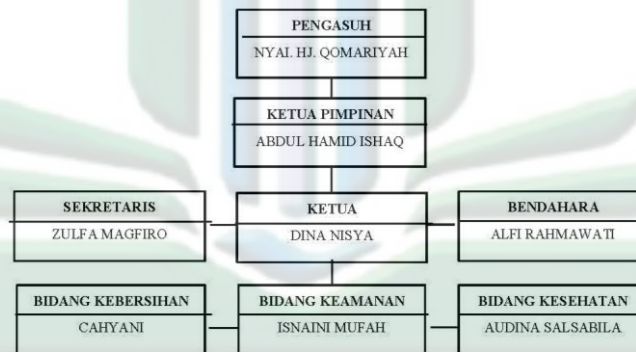 PENGASUH
NYAI. HJ. QOMARIYAH
KETUA PIMPINAN
ABDUL HAMID ISHAQ
SEKRETARIS
ZULFA MAGFIRO
KETUA
DINA NISYA
BENDAHARA
ALFI RAHMAWATI
BIDANG KEBERSIHAN
CAHYANI
BIDANG KEAMANAN
ISNAINI MUFAH
BIDANG KESEHATAN
AUDINA SALSABILA